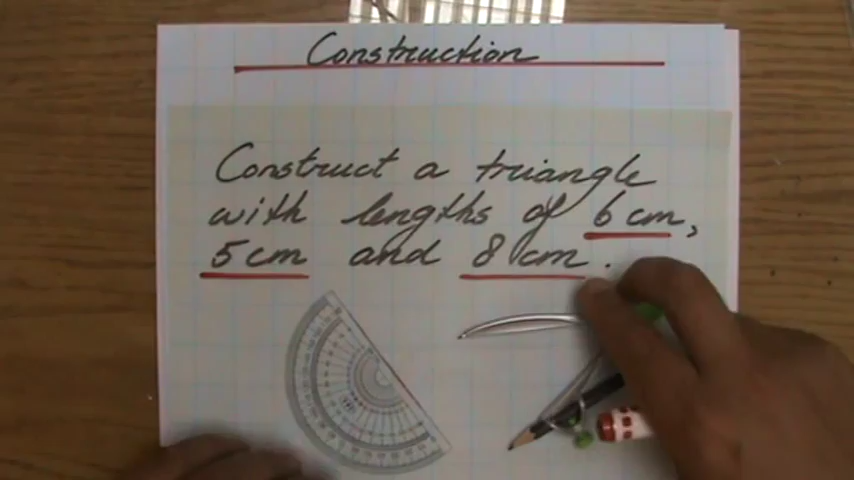 Construction
Construct a triangle
with lengths of 6 cm,
5 cm and 8 cm.